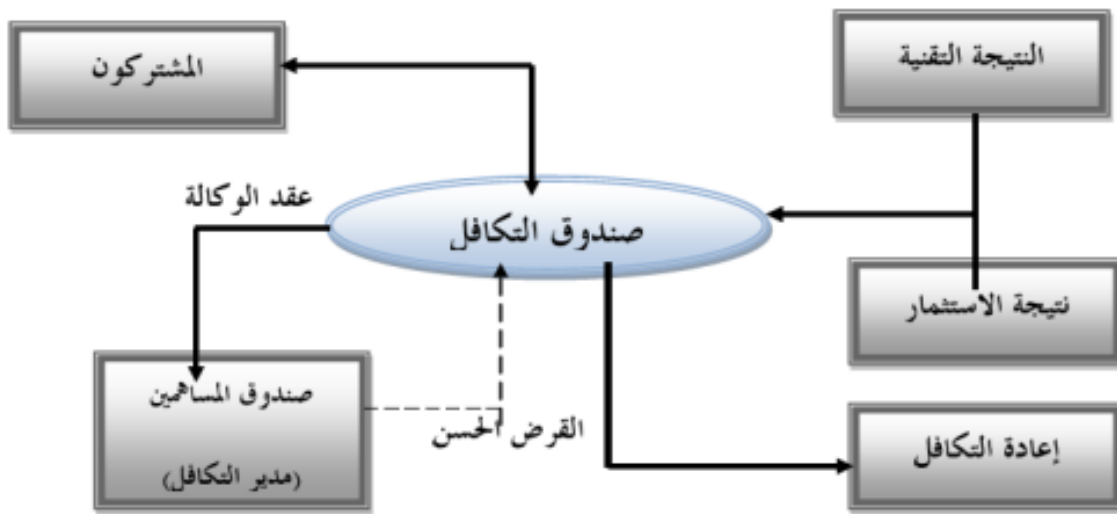 النتيجة التقنية
المشتركون
عقد الوكالة
صندوق التكافل
نتيجة الاستثمار
صندوق المساهمين
(مدير التكافل)
القرض الحسن
إعادة التكافل